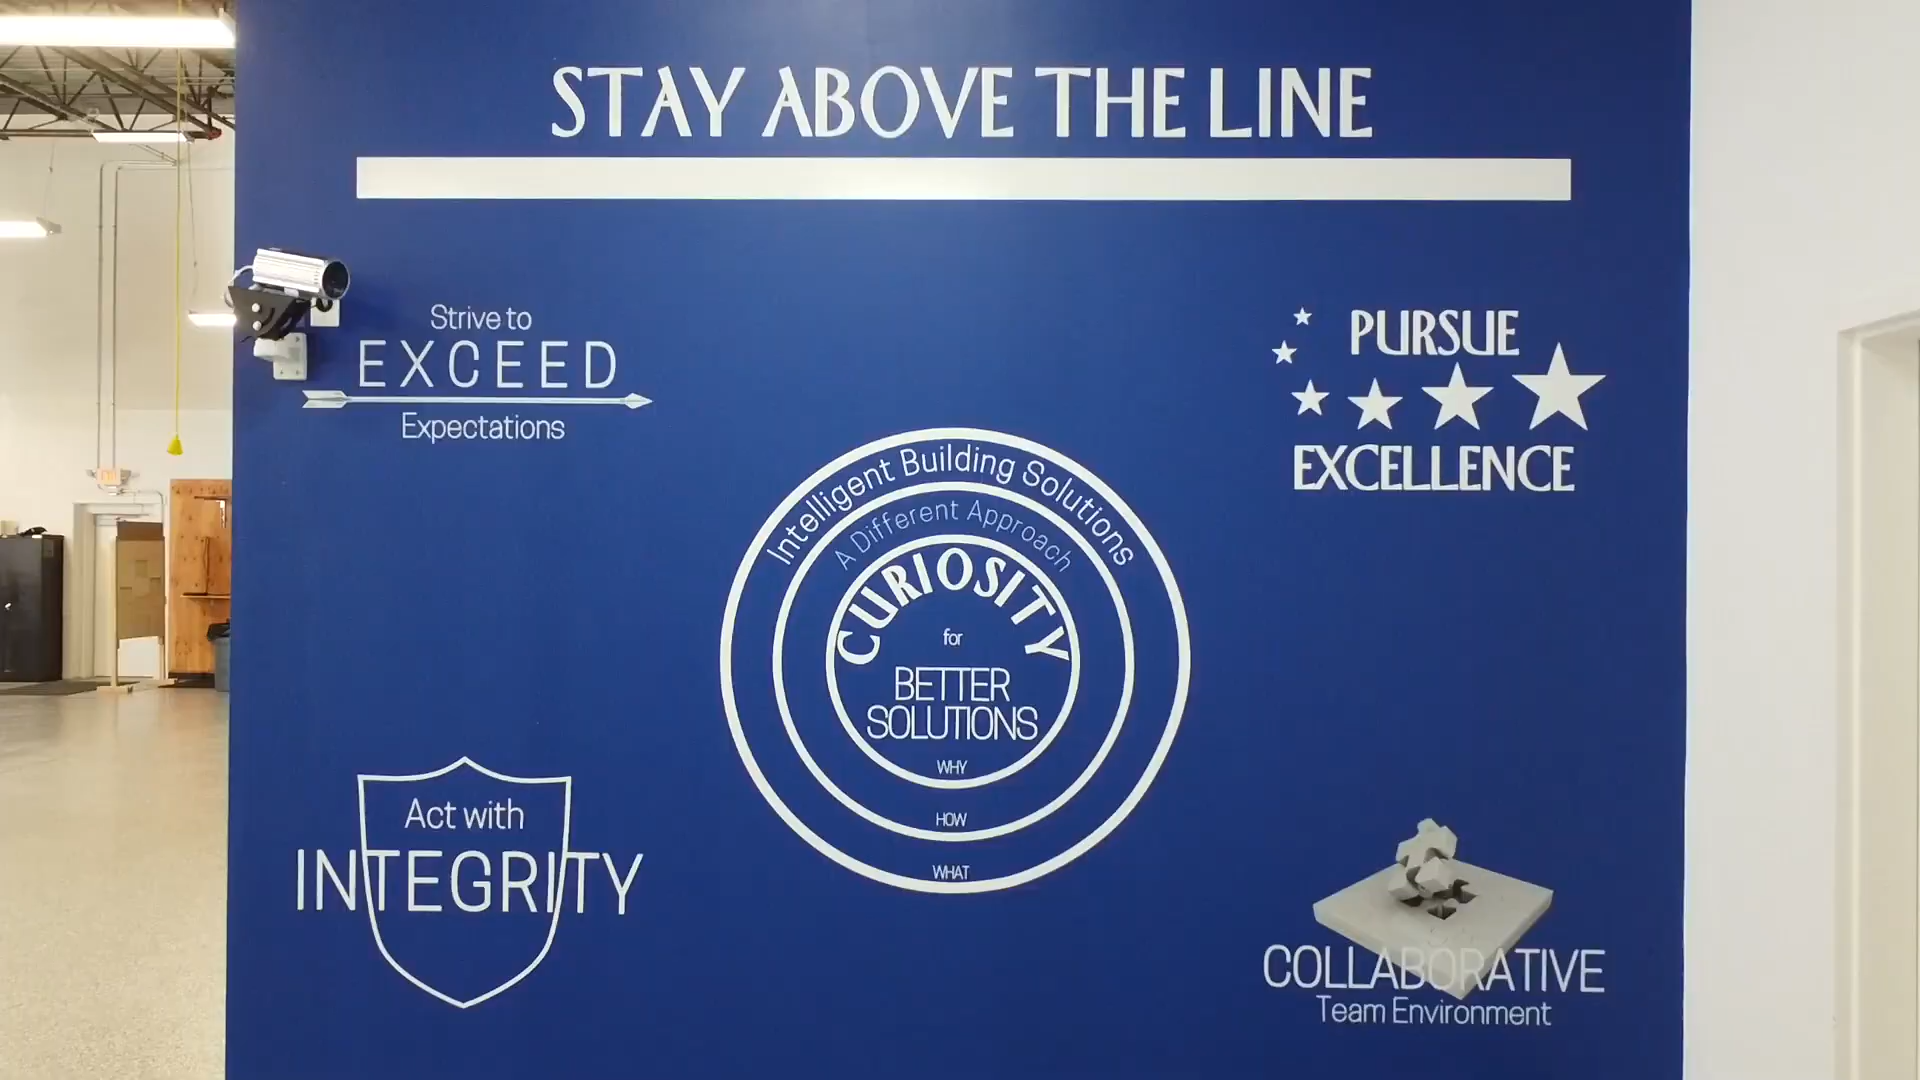 STAY ABOVE THE LINE
Strive to
EXCEED
Expectations
PURSUE
EXCELLENCE
Intelligent Building Solutions
A Different Approach
CURIOSITY
for
BETTER
SOLUTIONS
WHY
HOW
WHAT
Act with
INTEGRITY
COLLABORATIVE
Team Environment